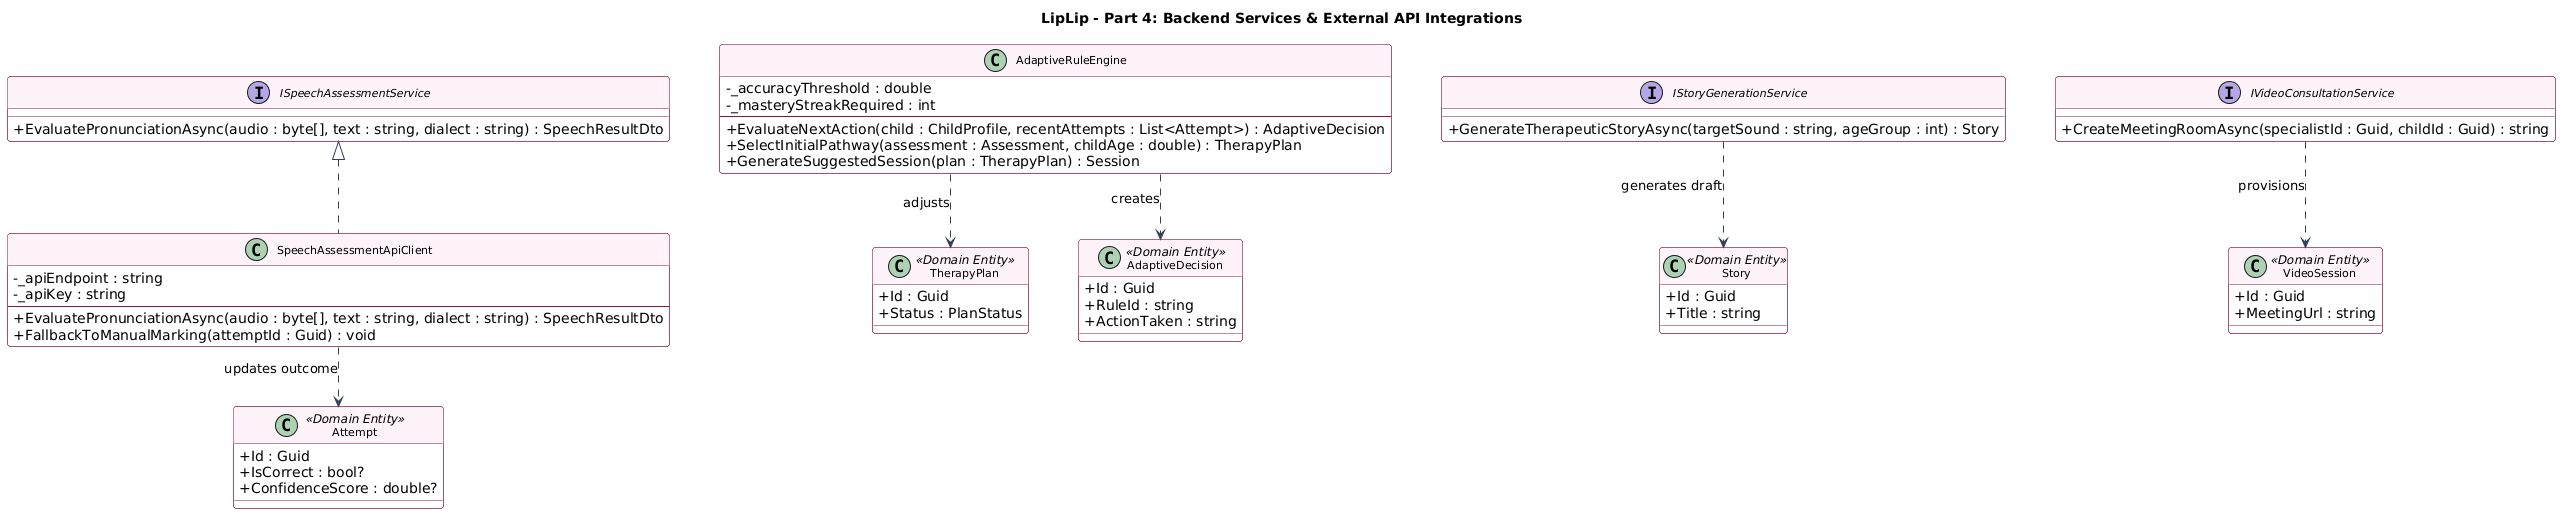 LipLip - Part 4: Backend Services & External API Integrations
I ISpeechAssessmentService
+EvaluatePronunciationAsync(audio : byte[], text : string, dialect : string) : SpeechResultDto
C SpeechAssessmentApiClient
-_apiEndpoint : string
-_apiKey : string
+EvaluatePronunciationAsync(audio : byte[], text : string, dialect : string) : SpeechResultDto
+FallbackToManualMarking(attemptId : Guid) : void
updates outcome
C «Domain Entity»
Attempt
+Id : Guid
+IsCorrect : bool?
+ConfidenceScore : double?
C AdaptiveRuleEngine
-_accuracyThreshold : double
-_masteryStreakRequired : int
+EvaluateNextAction(child : ChildProfile, recentAttempts : List<Attempt>) : AdaptiveDecision
+SelectInitialPathway(assessment : Assessment, childAge : double) : TherapyPlan
+GenerateSuggestedSession(plan : TherapyPlan) : Session
adjusts
creates
C «Domain Entity»
TherapyPlan
+Id : Guid
+Status : PlanStatus
C «Domain Entity»
AdaptiveDecision
+Id : Guid
+RuleId : string
+ActionTaken : string
I IStoryGenerationService
+GenerateTherapeuticStoryAsync(targetSound : string, ageGroup : int) : Story
generates draft
C «Domain Entity»
Story
+Id : Guid
+Title : string
I IVideoConsultationService
+CreateMeetingRoomAsync(specialistId : Guid, childId : Guid) : string
provisions
C «Domain Entity»
VideoSession
+Id : Guid
+MeetingUrl : string